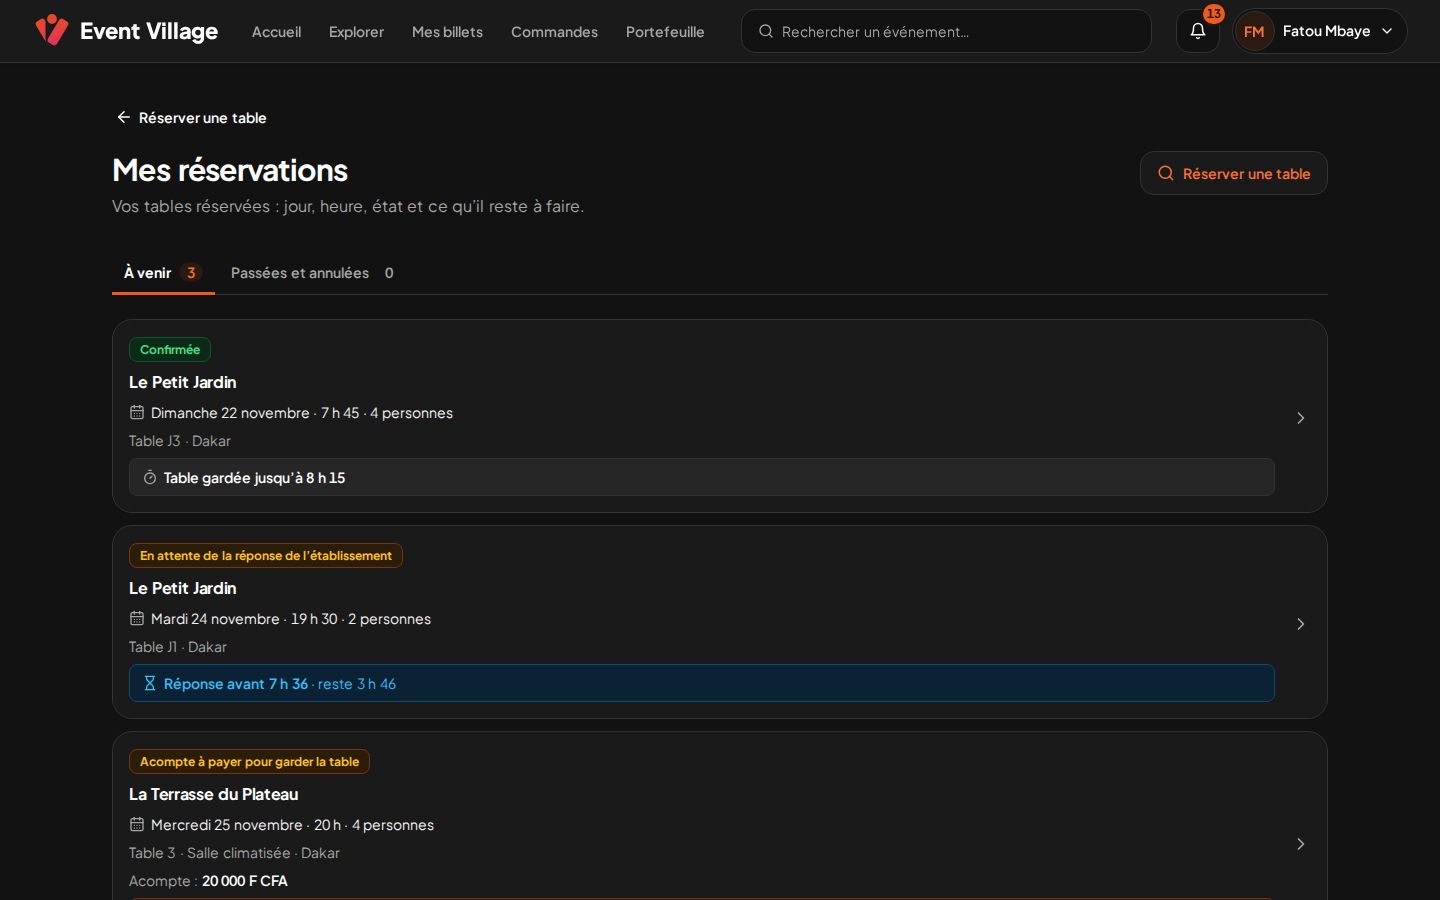 Event Village
Accueil
Explorer
Mes billets
Commandes
Portefeuille
Rechercher un événement…
13
FM
Fatou Mbaye
Réserver une table
Mes réservations
Réserver une table
Vos tables réservées : jour, heure, état et ce qu’il reste à faire.
À venir 3
Passées et annulées 0
Confirmée
Le Petit Jardin
Dimanche 22 novembre · 7 h 45 · 4 personnes
Table J3 · Dakar
Table gardée jusqu’à 8 h 15
En attente de la réponse de l’établissement
Le Petit Jardin
Mardi 24 novembre · 19 h 30 · 2 personnes
Table J1 · Dakar
Réponse avant 7 h 36 · reste 3 h 46
Acompte à payer pour garder la table
La Terrasse du Plateau
Mercredi 25 novembre · 20 h · 4 personnes
Table 3 · Salle climatisée · Dakar
Acompte : 20 000 F CFA